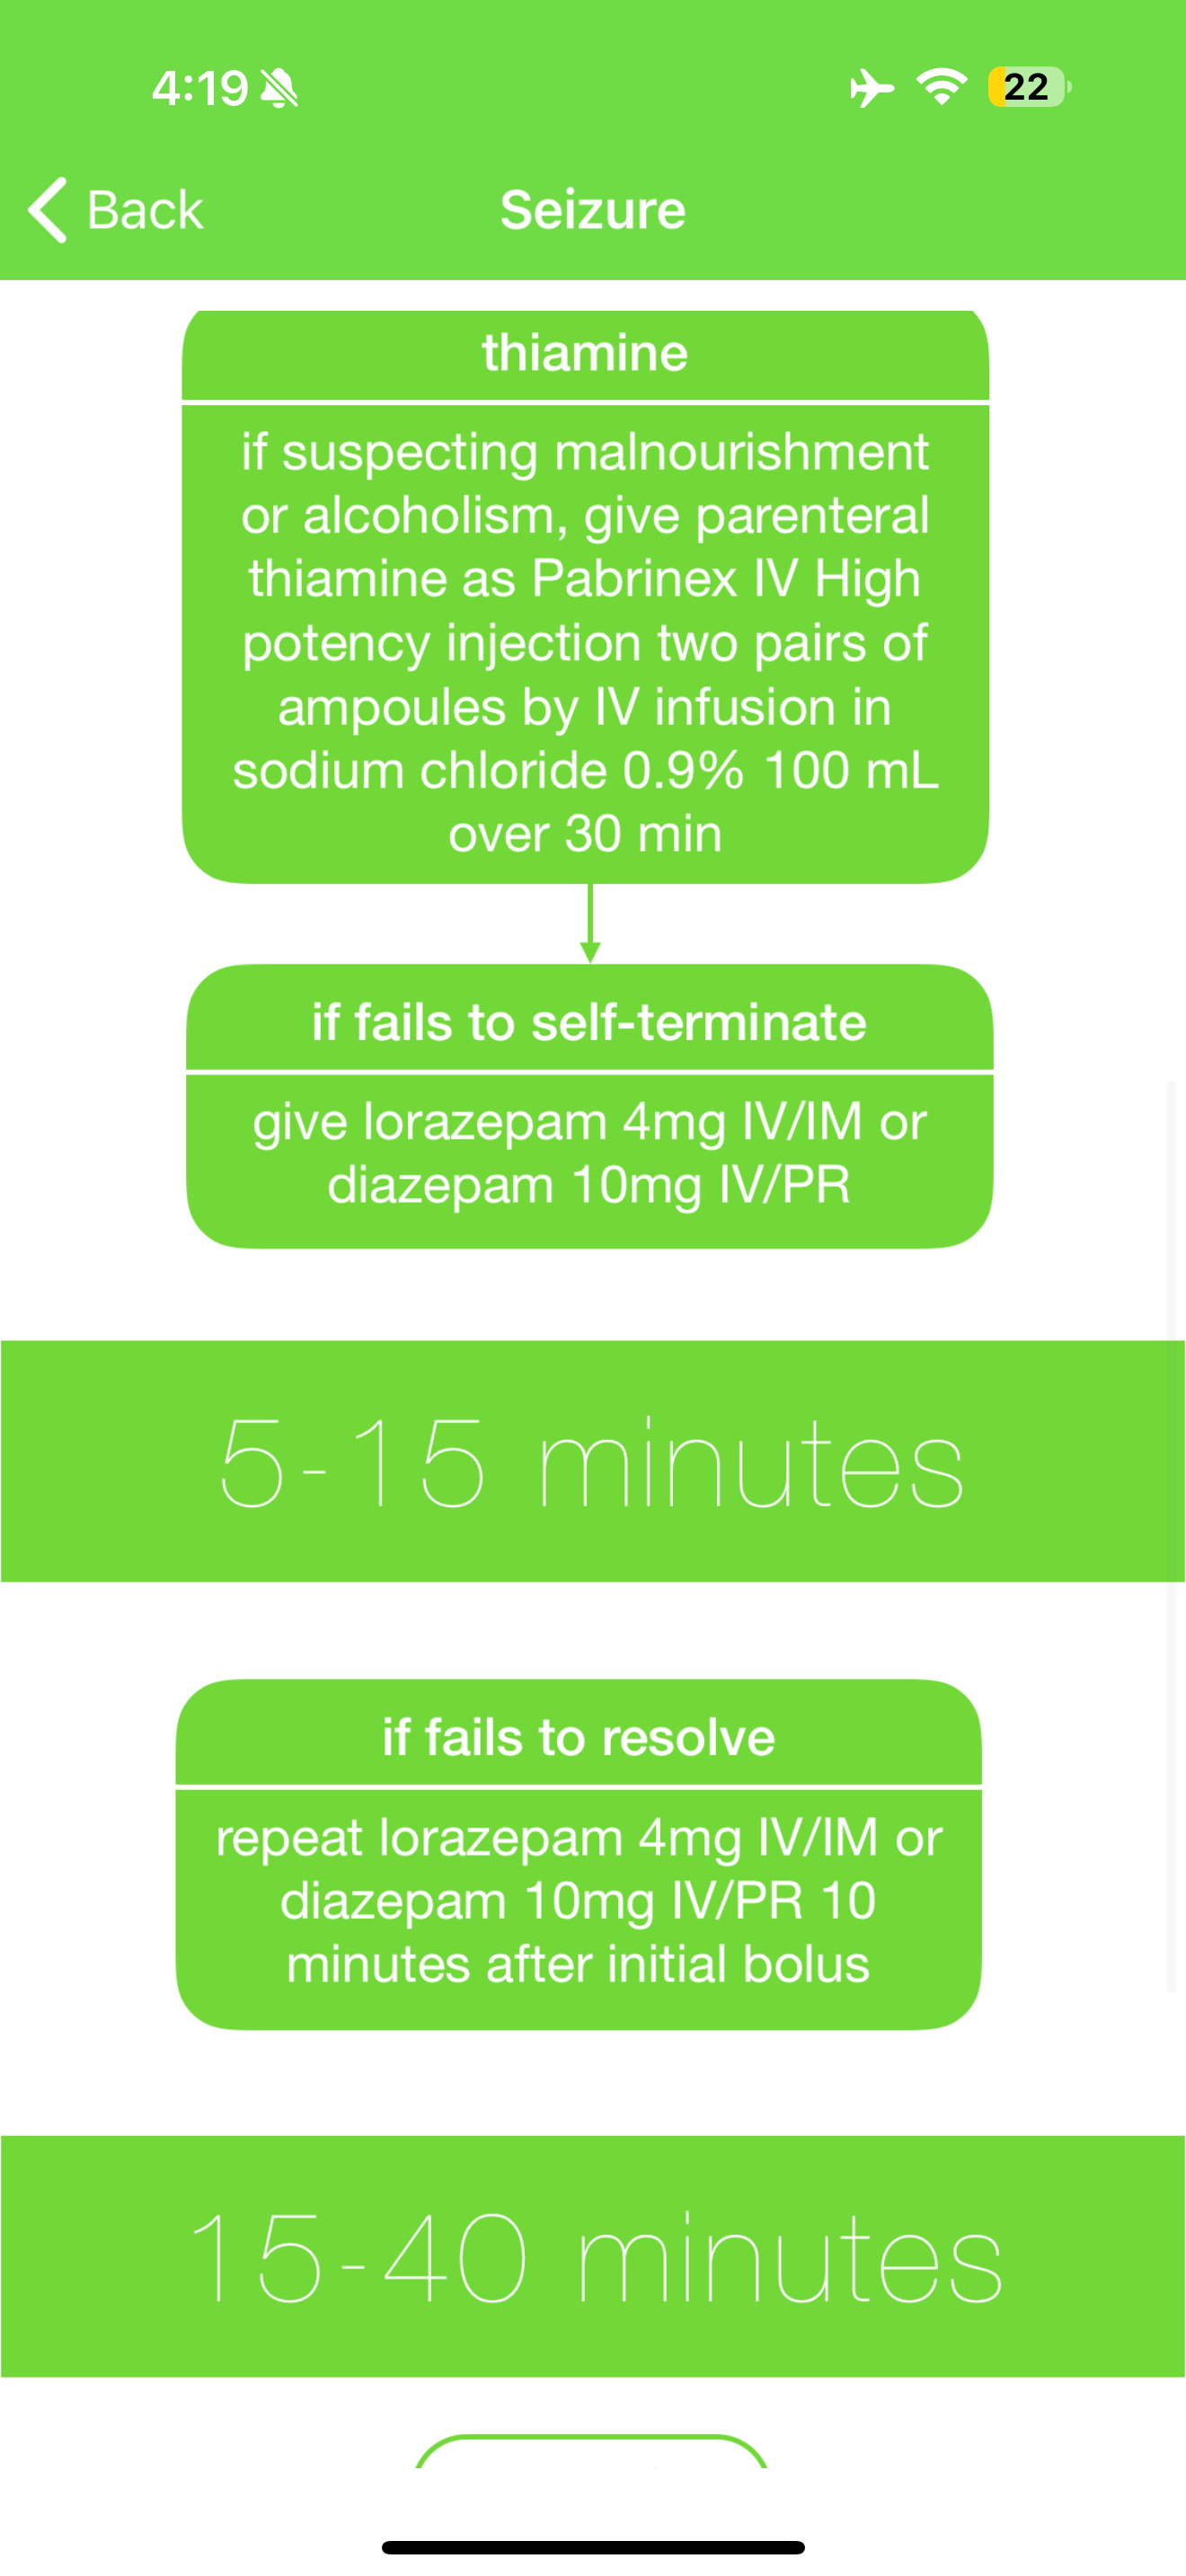 4:19
22
Back
Seizure
thiamine
if suspecting malnourishment
or alcoholism, give parenteral
thiamine as Pabrinex IV High
potency injection two pairs of
ampoules by IV infusion in
sodium chloride 0.9% 100 mL
over 30 min
if fails to self-terminate
give lorazepam 4mg IV/IM or
diazepam 10mg IV/PR
5-15 minutes
if fails to resolve
repeat lorazepam 4mg IV/IM or
diazepam 10mg IV/PR 10
minutes after initial bolus
15-40 minutes